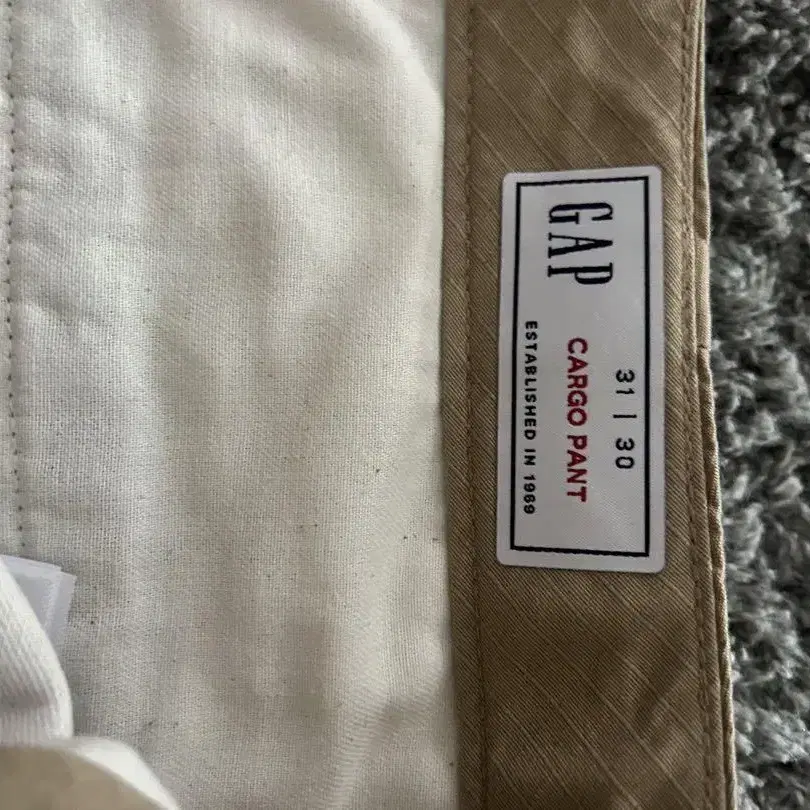 GAP
31 | 30
CARGO PANT
ESTABLISHED IN 1969